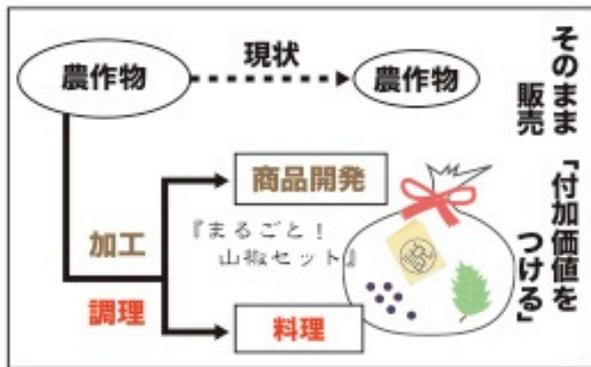 農作物
現状
農作物
そのまま
販売
「付加価値を
つける」
加工
調理
商品開発
『まるごと!
山椒セット』
料理